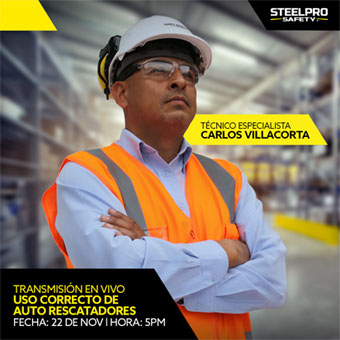 STEELPRO
SAFETY
TÉCNICO ESPECIALISTA
CARLOS VILLACORTA
TRANSMISIÓN EN VIVO
USO CORRECTO DE
AUTO RESCATADORES
FECHA: 22 DE NOV | HORA: 5PM